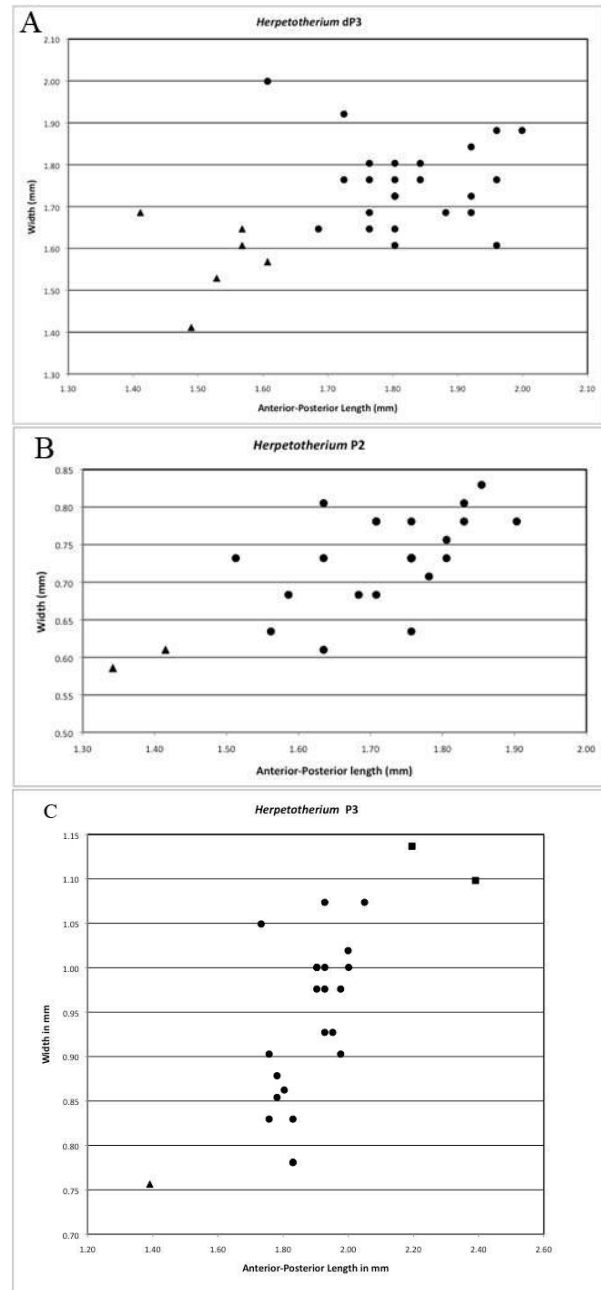 A
Herpetotherium dP3
2.10
2.00
1.90
1.80
1.70
1.60
1.50
1.40
1.30
Width (mm)
1.30 1.40 1.50 1.60 1.70 1.80 1.90 2.00 2.10
Anterior-Posterior Length (mm)
B
Herpetotherium P2
0.85
0.80
0.75
0.70
0.65
0.60
0.55
0.50
Width (mm)
1.30 1.40 1.50 1.60 1.70 1.80 1.90 2.00
Anterior-Posterior length (mm)
C
Herpetotherium P3
1.15
1.10
1.05
1.00
0.95
0.90
0.85
0.80
0.75
0.70
Width in mm
1.20 1.40 1.60 1.80 2.00 2.20 2.40 2.60
Anterior-Posterior Length in mm